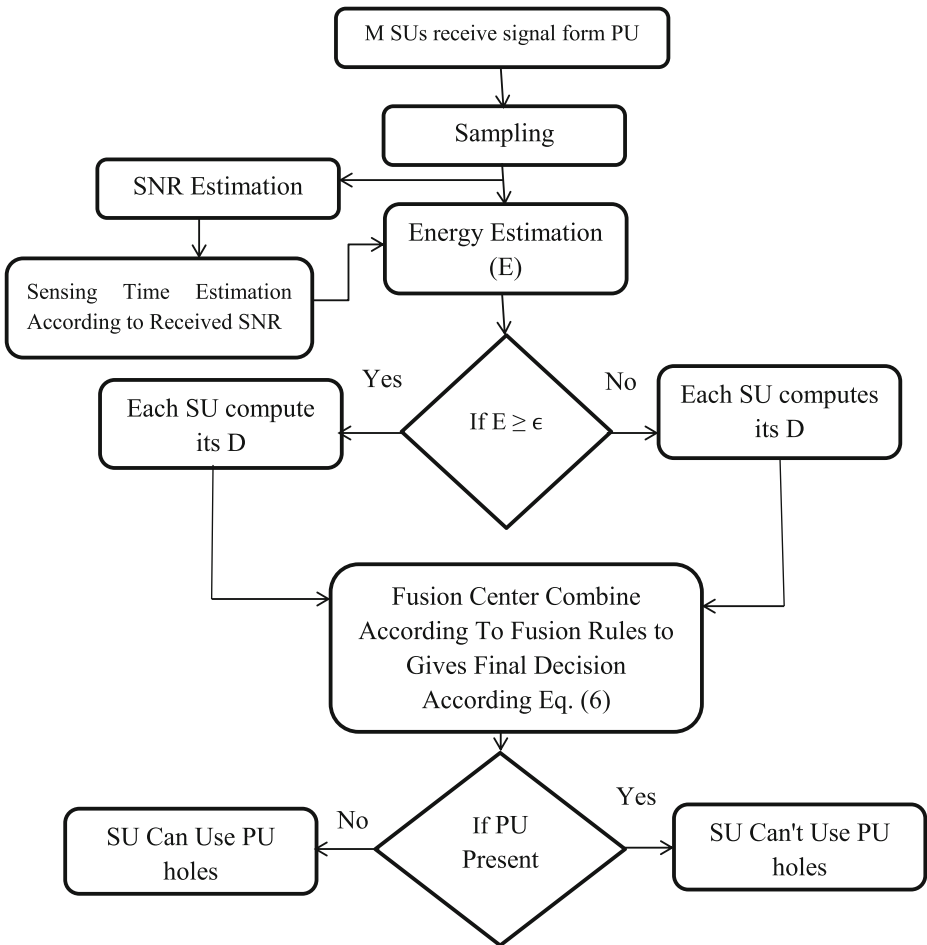 M SUs receive signal form PU
Sampling
SNR Estimation
Energy Estimation
(E)
Sensing Time Estimation
According to Received SNR
Yes
No
Each SU compute
its D
If E ≥ ϵ
Each SU computes
its D
Fusion Center Combine
According To Fusion Rules to
Gives Final Decision
According Eq. (6)
No
Yes
SU Can Use PU
holes
If PU
Present
SU Can't Use PU
holes